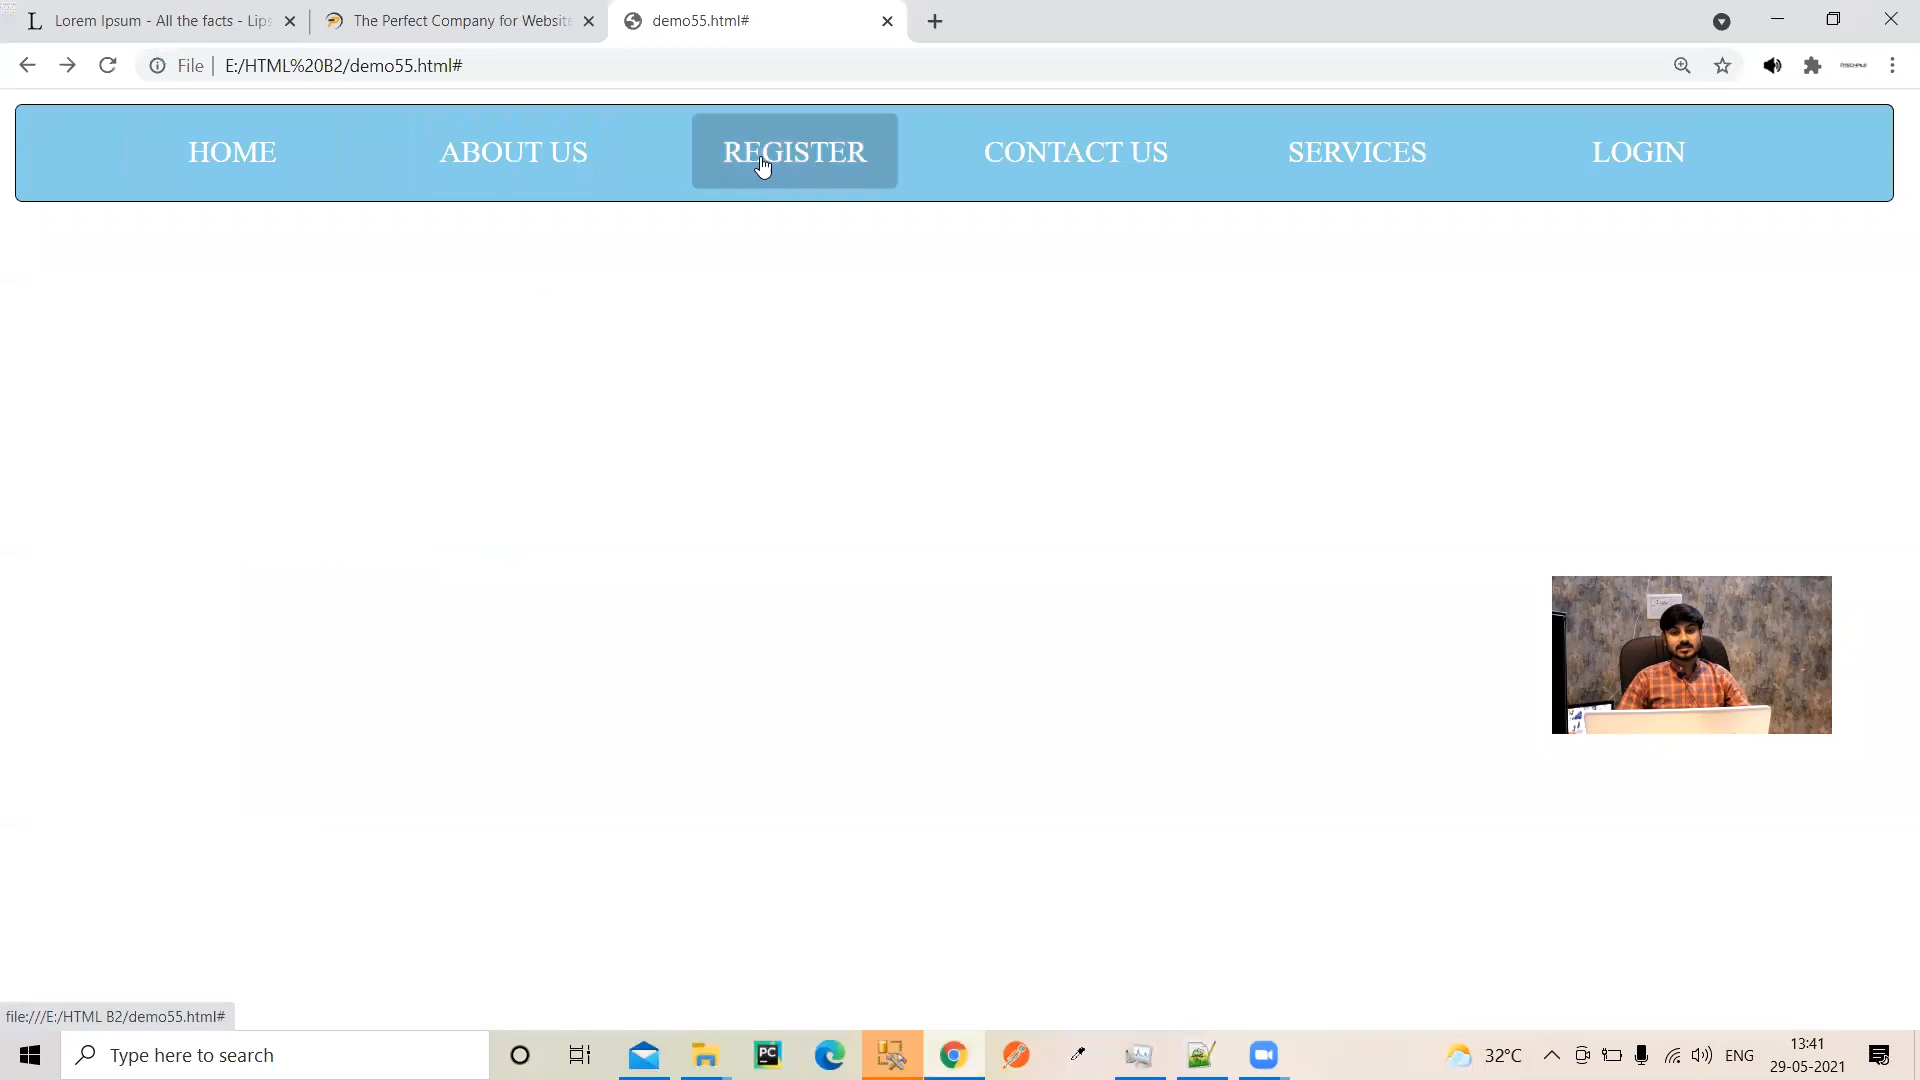 Lorem Ipsum - All the facts - Lips
The Perfect Company for Website
demo55.html#
File
E:/HTML%20B2/demo55.html#
HOME
ABOUT US
REGISTER
CONTACT US
SERVICES
LOGIN
file:///E:/HTML B2/demo55.html#
Type here to search
PC
32°C
ENG
13:41
29-05-2021